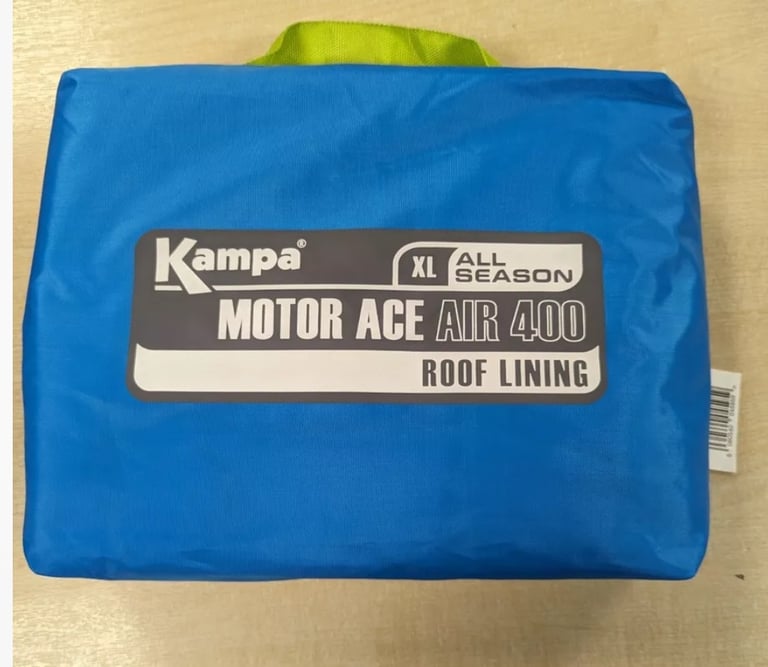 Kampa®
XL ALL SEASON
MOTOR ACE AIR 400
ROOF LINING